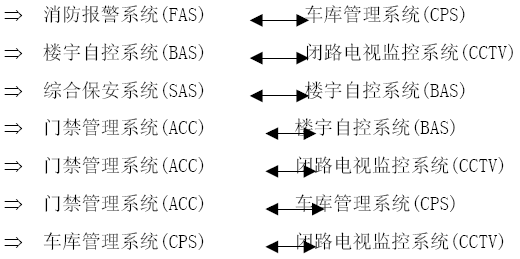 ⇒ 消防报警系统(FAS) ↔ 车库管理系统(CPS)
⇒ 楼宇自控系统(BAS) ↔ 闭路电视监控系统(CCTV)
⇒ 综合保安系统(SAS) ↔ 楼宇自控系统(BAS)
⇒ 门禁管理系统(ACC) ↔ 楼宇自控系统(BAS)
⇒ 门禁管理系统(ACC) ↔ 闭路电视监控系统(CCTV)
⇒ 门禁管理系统(ACC) ↔ 车库管理系统(CPS)
⇒ 车库管理系统(CPS) ↔ 闭路电视监控系统(CCTV)